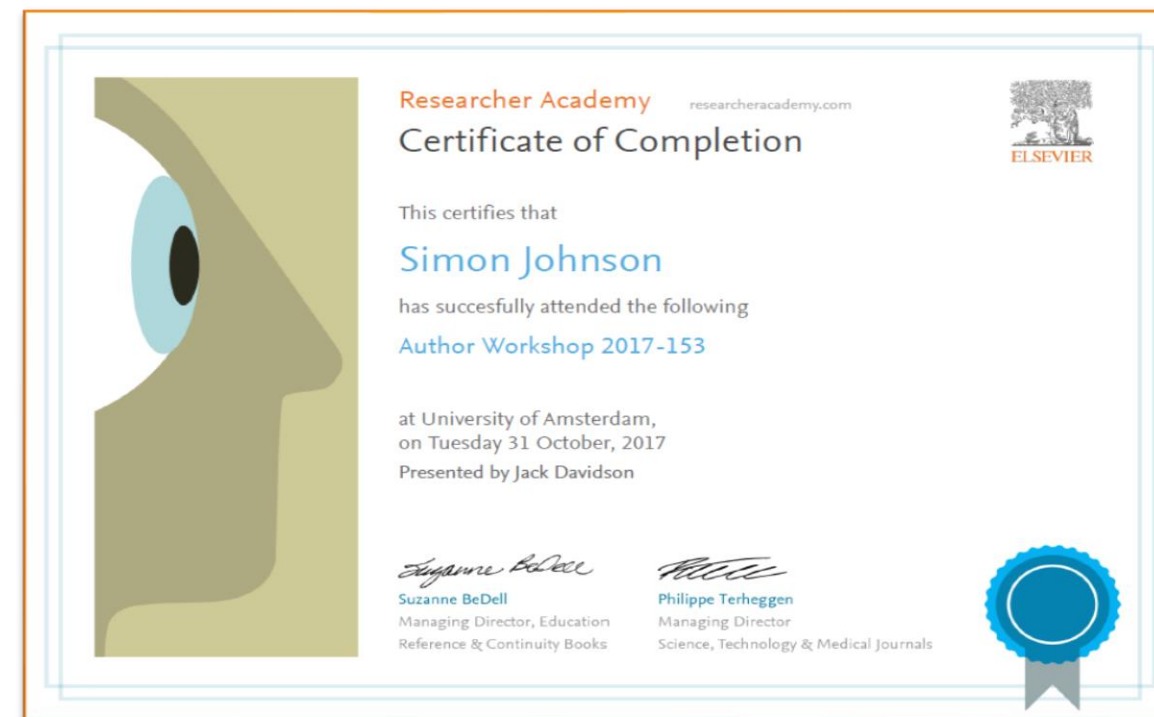 Researcher Academy researcheracademy.com
Certificate of Completion
ELSEVIER
This certifies that
Simon Johnson
has succesfully attended the following
Author Workshop 2017-153
at University of Amsterdam,
on Tuesday 31 October, 2017
Presented by Jack Davidson
Suzanne BeDell
Suzanne BeDell
Managing Director, Education
Reference & Continuity Books
Philippe Terheggen
Managing Director
Science, Technology & Medical Journals